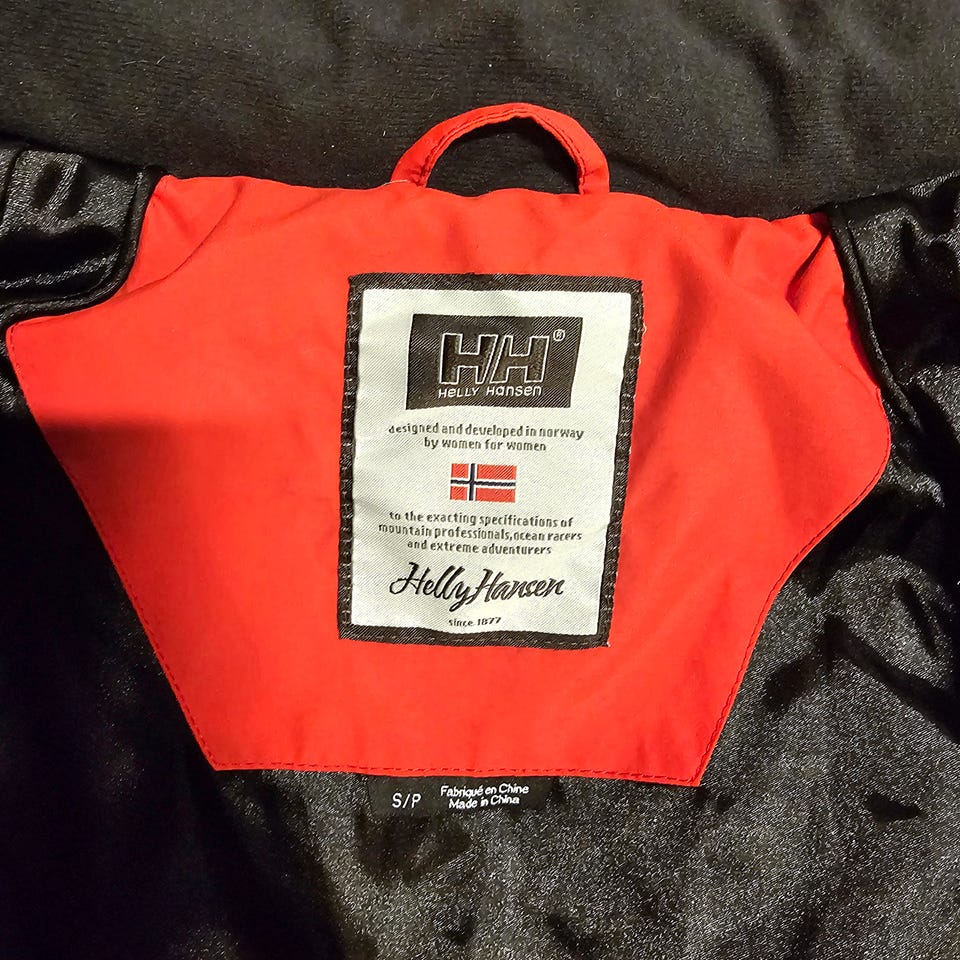 HH®
HELLY HANSEN
designed and developed in norway
by women for women
to the exacting specifications of
mountain professionals, ocean racers
and extreme adventurers
Helly Hansen
since 1877
S/P
Fabriqué en Chine
Made in China